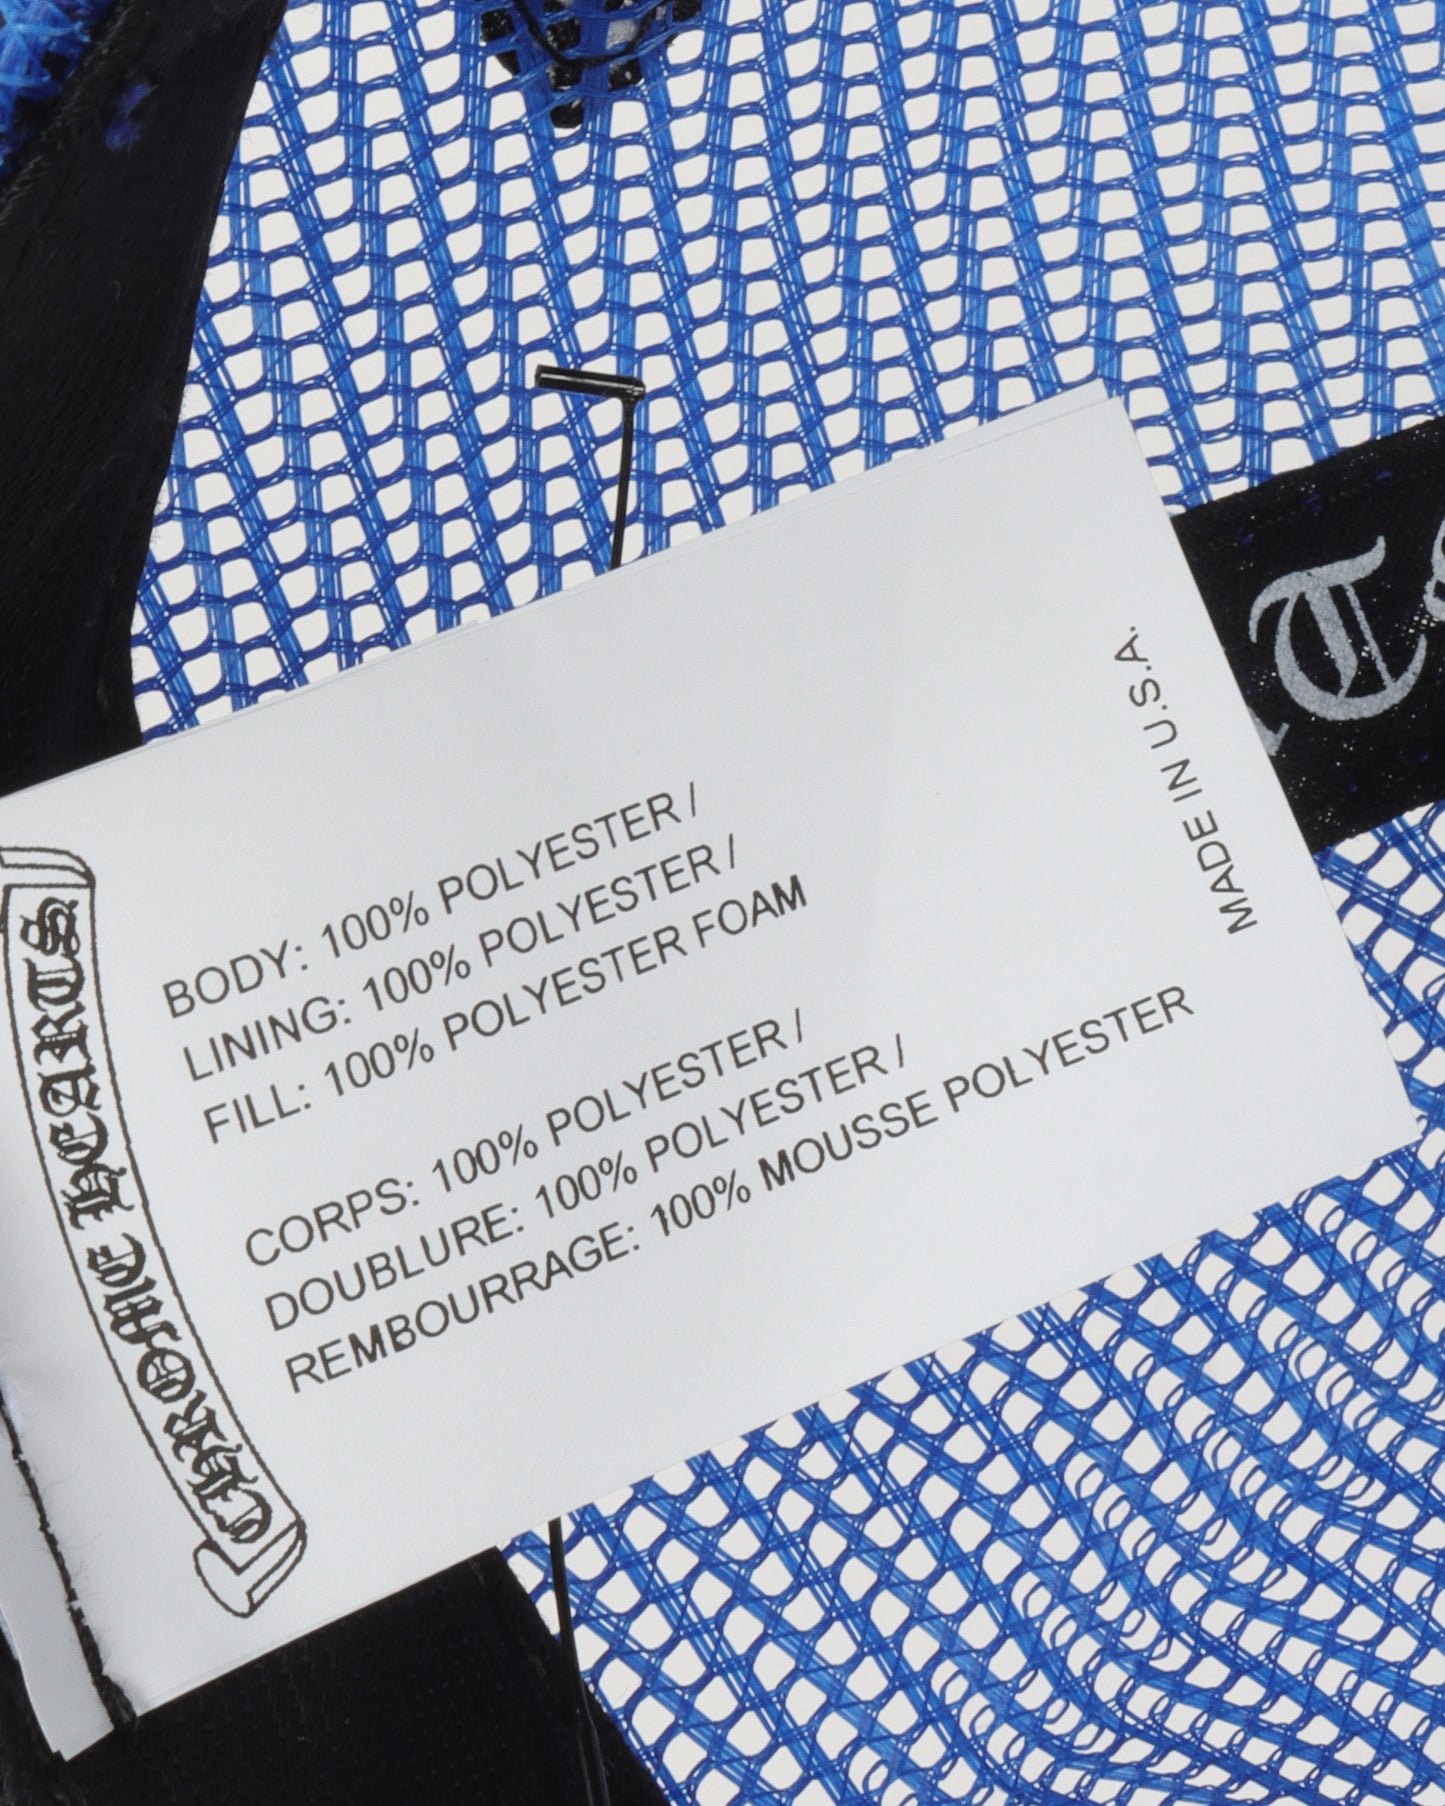 CHROME HEARTS
BODY: 100% POLYESTER /
LINING: 100% POLYESTER /
FILL: 100% POLYESTER FOAM
CORPS: 100% POLYESTER /
DOUBLURE: 100% POLYESTER /
REMBOURRAGE: 100% MOUSSE POLYESTER
MADE IN U.S.A.